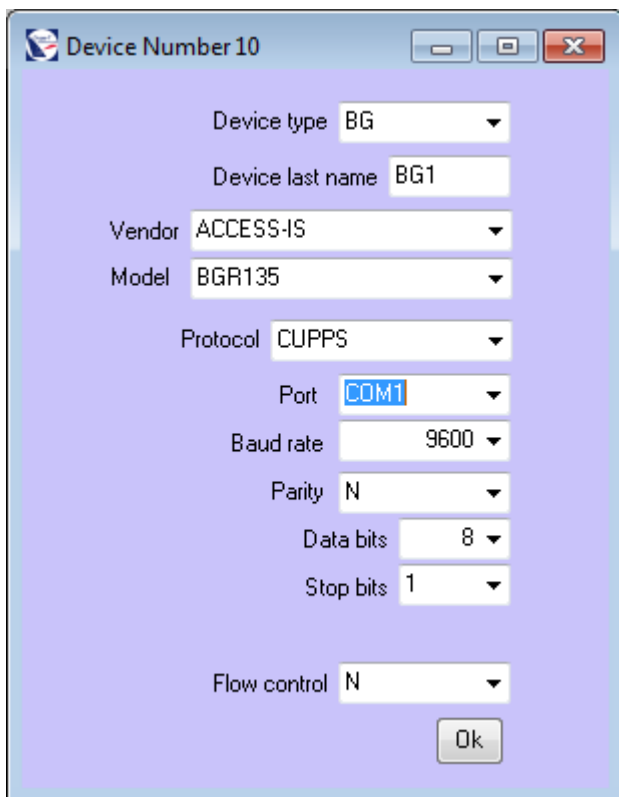 Device Number 10
Device type BG
Device last name BG1
Vendor ACCESS-IS
Model BGR135
Protocol CUPPS
Port COM1
Baud rate 9600
Parity N
Data bits 8
Stop bits 1
Flow control N
Ok